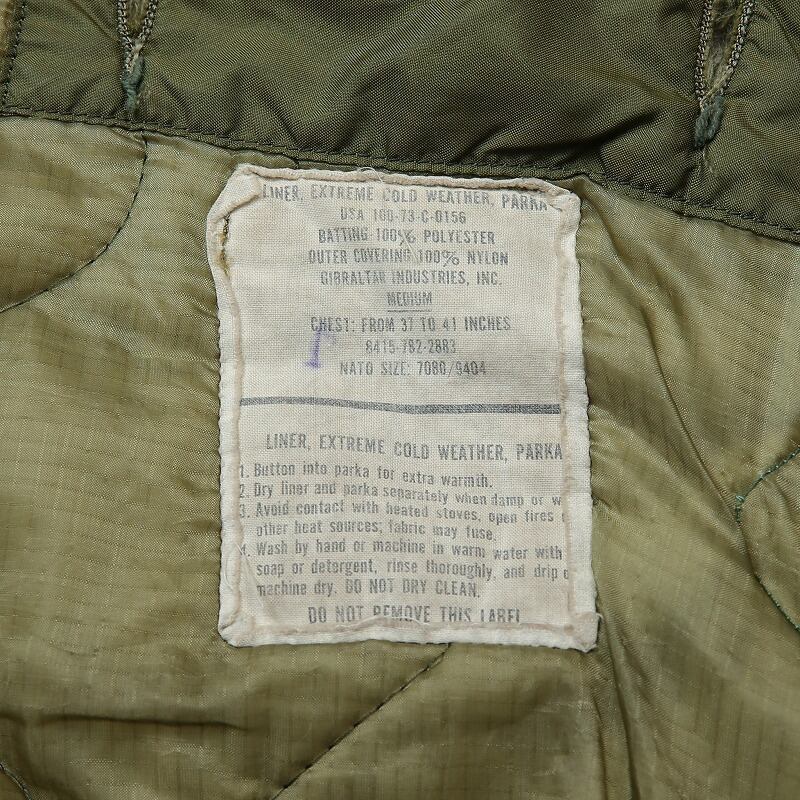 LINER, EXTREME COLD WEATHER, PARKA
USA 100-73-C-0156
BATTING-100% POLYESTER
OUTER COVERING 100% NYLON
GIBRALTAR INDUSTRIES, INC.
MEDIUM
CHEST: FROM 37 TO 41 INCHES
8415-782-2883
NATO SIZE: 7080/9404
LINER, EXTREME COLD WEATHER, PARKA
1. Button into parka for extra warmth.
2. Dry liner and parka separately when damp or w
3. Avoid contact with heated stoves, open fires
other heat sources; fabric may fuse.
4. Wash by hand or machine in warm water with
soap or detergent, rinse thoroughly, and drip
machine dry. DO NOT DRY CLEAN.
DO NOT REMOVE THIS LABEL